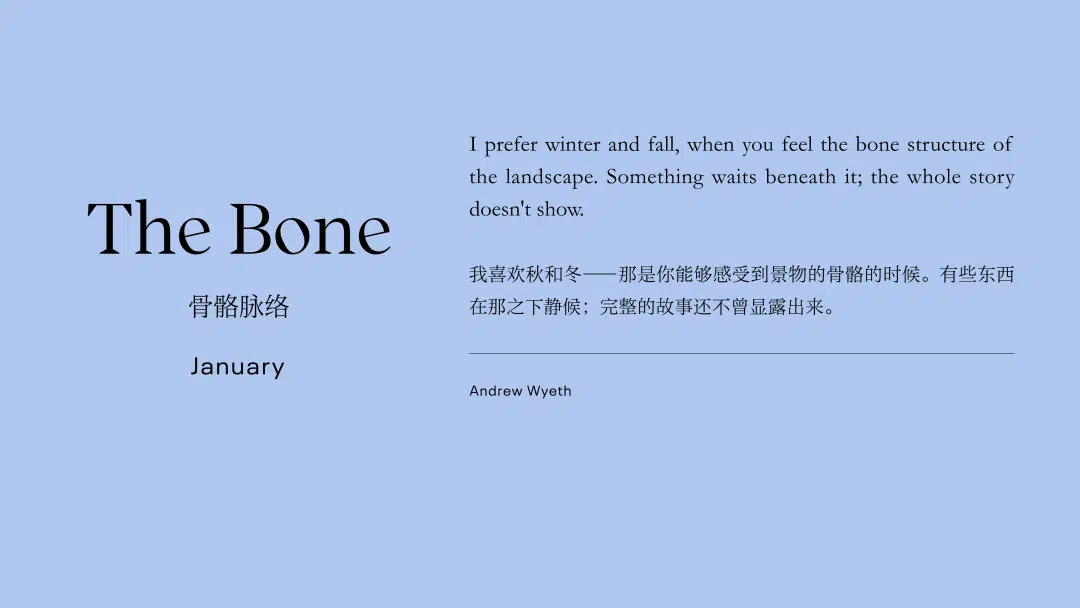 The Bone
骨骼脉络
January
I prefer winter and fall, when you feel the bone structure of
the landscape. Something waits beneath it; the whole story
doesn't show.
我喜欢秋和冬——那是你能够感受到景物的骨骼的时候。有些东西
在那之下静候；完整的故事还不曾显露出来。
Andrew Wyeth